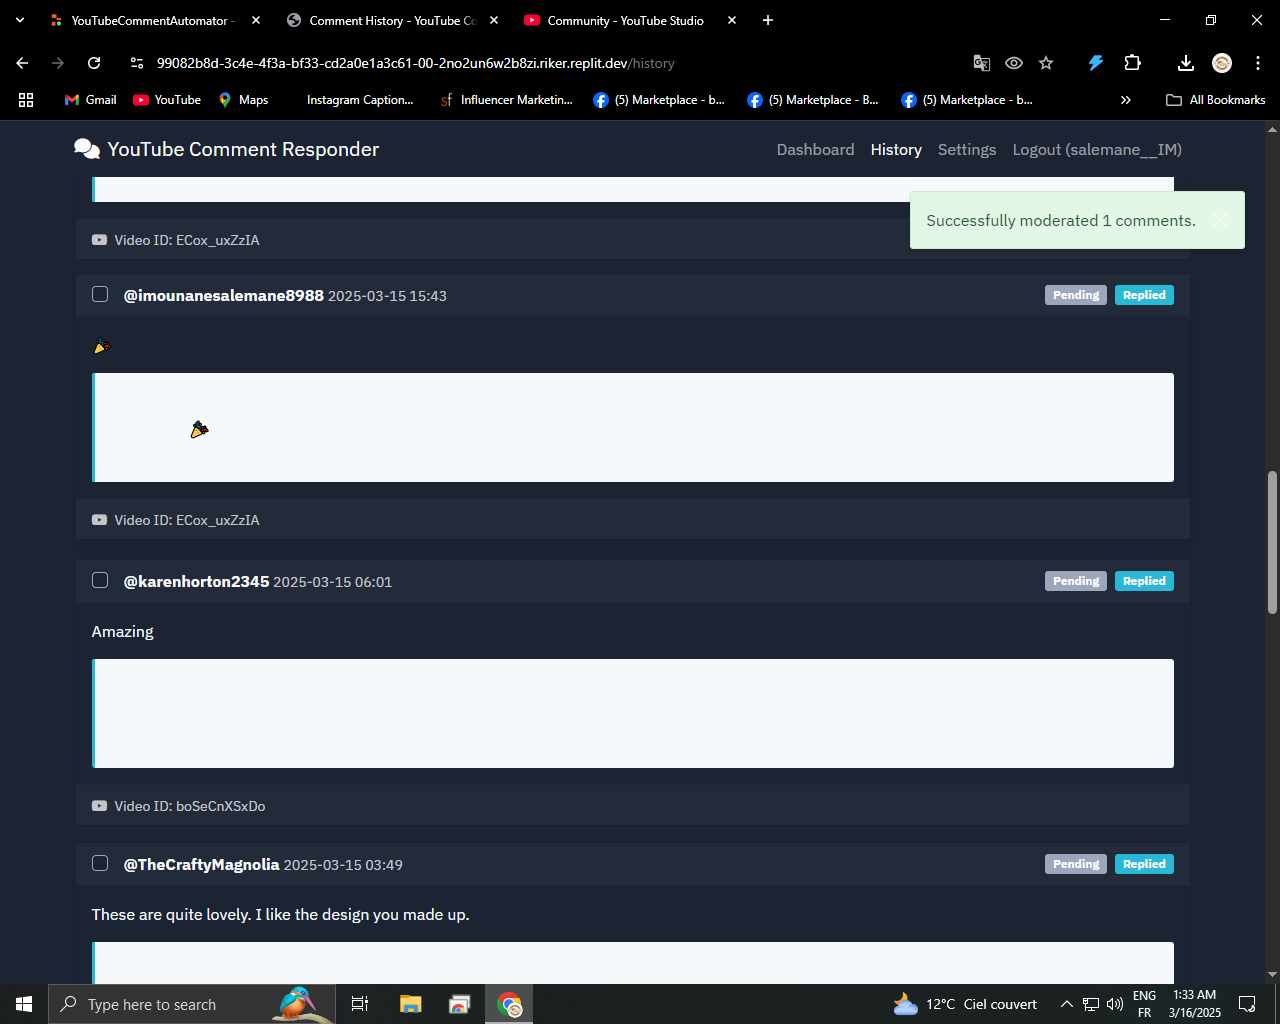 YouTubeCommentAutomator -
Comment History - YouTube Co
Community - YouTube Studio
99082b8d-3c4e-4f3a-bf33-cd2a0e1a3c61-00-2no2un6w2b8zi.riker.replit.dev/history
Gmail
YouTube
Maps
Instagram Caption...
sf Influencer Marketin...
(5) Marketplace - b...
(5) Marketplace - B...
(5) Marketplace - b...
All Bookmarks
YouTube Comment Responder
Dashboard
History
Settings
Logout (salemane__IM)
Successfully moderated 1 comments.
Video ID: ECox_uxZzIA
@imounanesalemane8988 2025-03-15 15:43
Pending
Replied
Video ID: ECox_uxZzIA
@karenhorton2345 2025-03-15 06:01
Pending
Replied
Amazing
Video ID: boSeCnXSxDo
@TheCraftyMagnolia 2025-03-15 03:49
Pending
Replied
These are quite lovely. I like the design you made up.
Type here to search
12°C Ciel couvert
ENG
FR
1:33 AM
3/16/2025